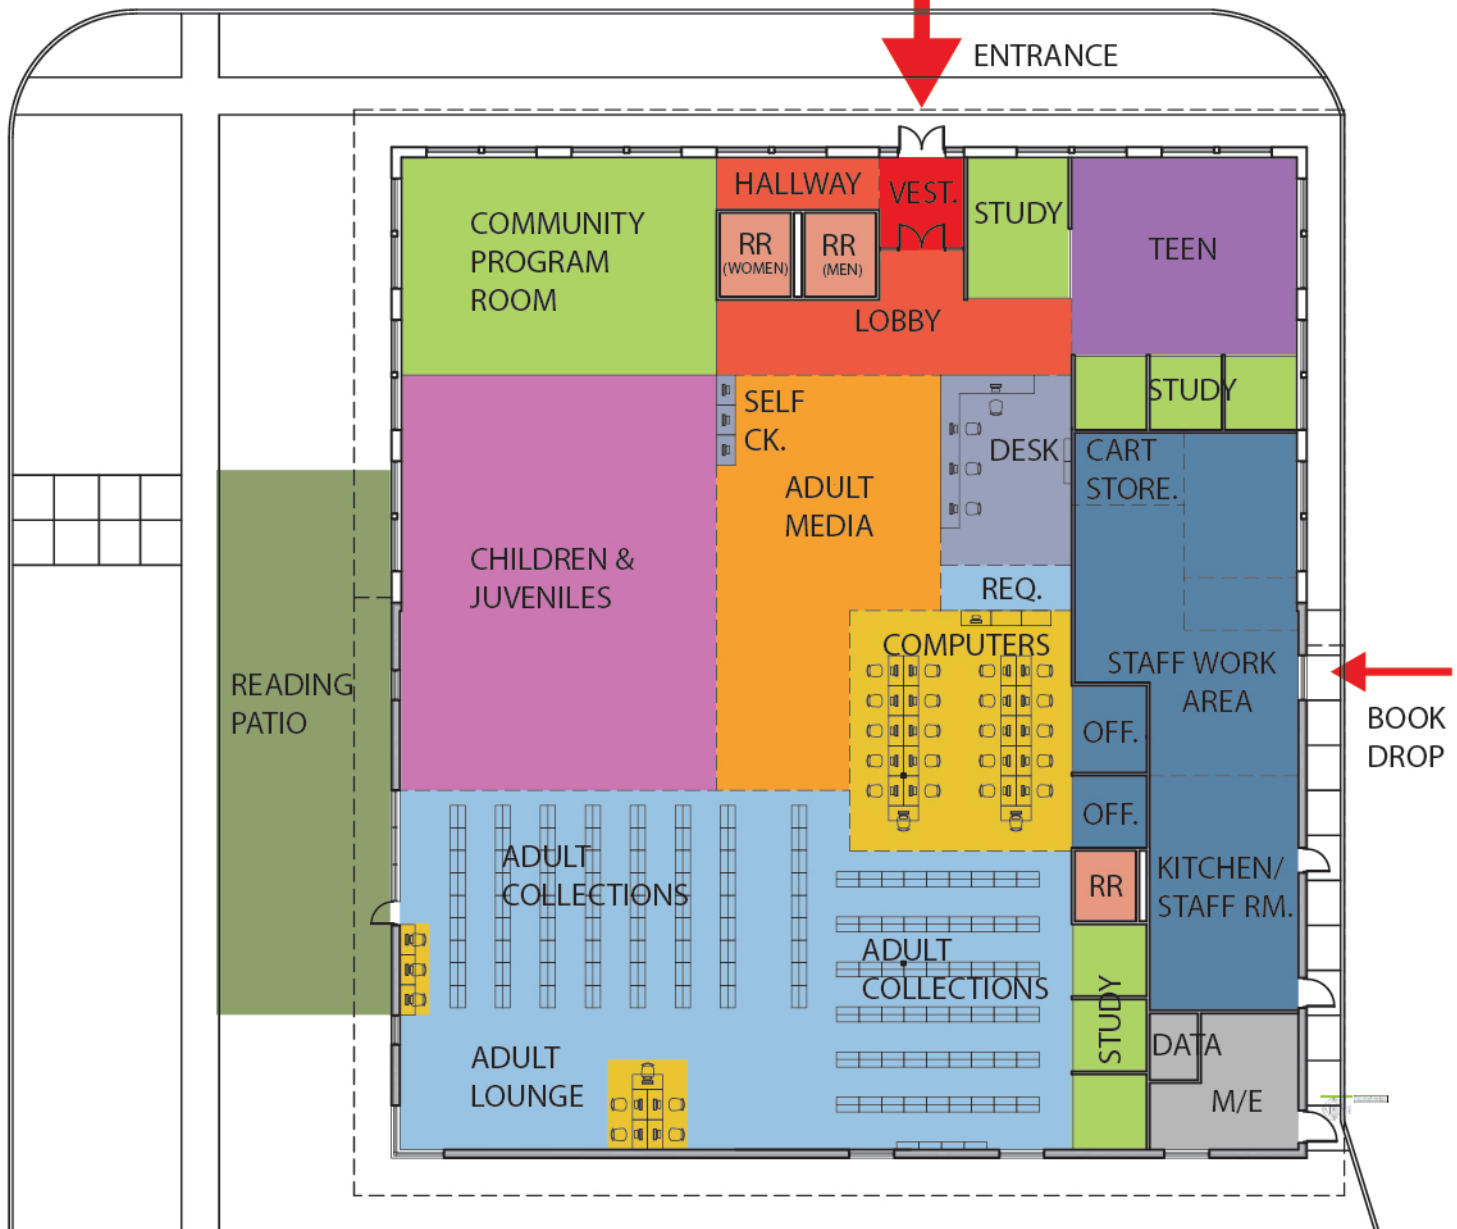 ENTRANCE
HALLWAY
VEST.
STUDY
COMMUNITY
PROGRAM
ROOM
RR
(WOMEN)
RR
(MEN)
TEEN
LOBBY
STUDY
SELF
CK.
DESK
CART
STORE.
ADULT
MEDIA
CHILDREN &
JUVENILES
REQ.
COMPUTERS
STAFF WORK
AREA
READING
PATIO
OFF.
BOOK
DROP
OFF.
ADULT
COLLECTIONS
RR
KITCHEN/
STAFF RM.
ADULT
COLLECTIONS
STUDY
DATA
ADULT
LOUNGE
M/E